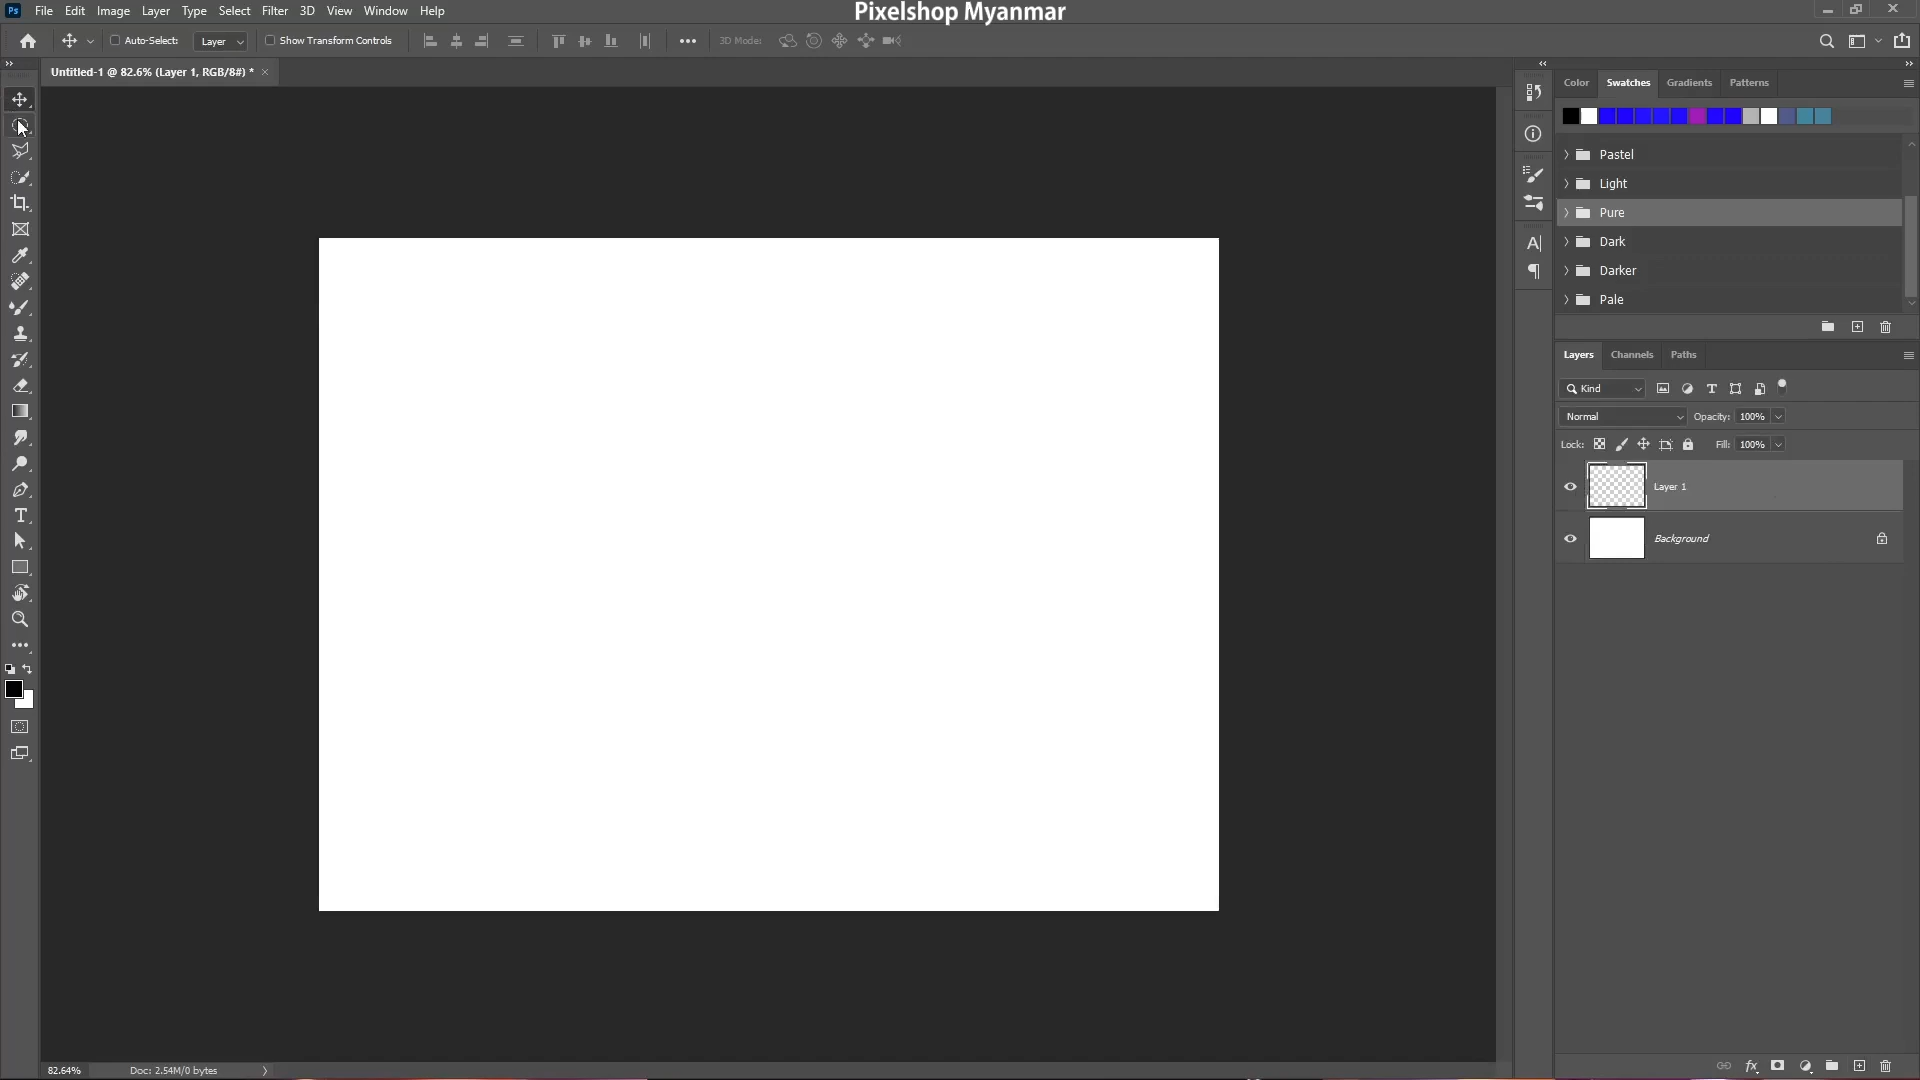 Ps File Edit Image Layer Type Select Filter 3D View Window Help
Pixelshop Myanmar
Auto-Select: Layer Show Transform Controls 3D Mode:
Untitled-1 @ 82.6% (Layer 1, RGB/8#) * ×
Color Swatches Gradients Patterns
Pastel
Light
Pure
Dark
Darker
Pale
Layers Channels Paths
Kind
Normal Opacity: 100%
Lock: Fill: 100%
Layer 1
Background
82.64% Doc: 2.54M/0 bytes
fx